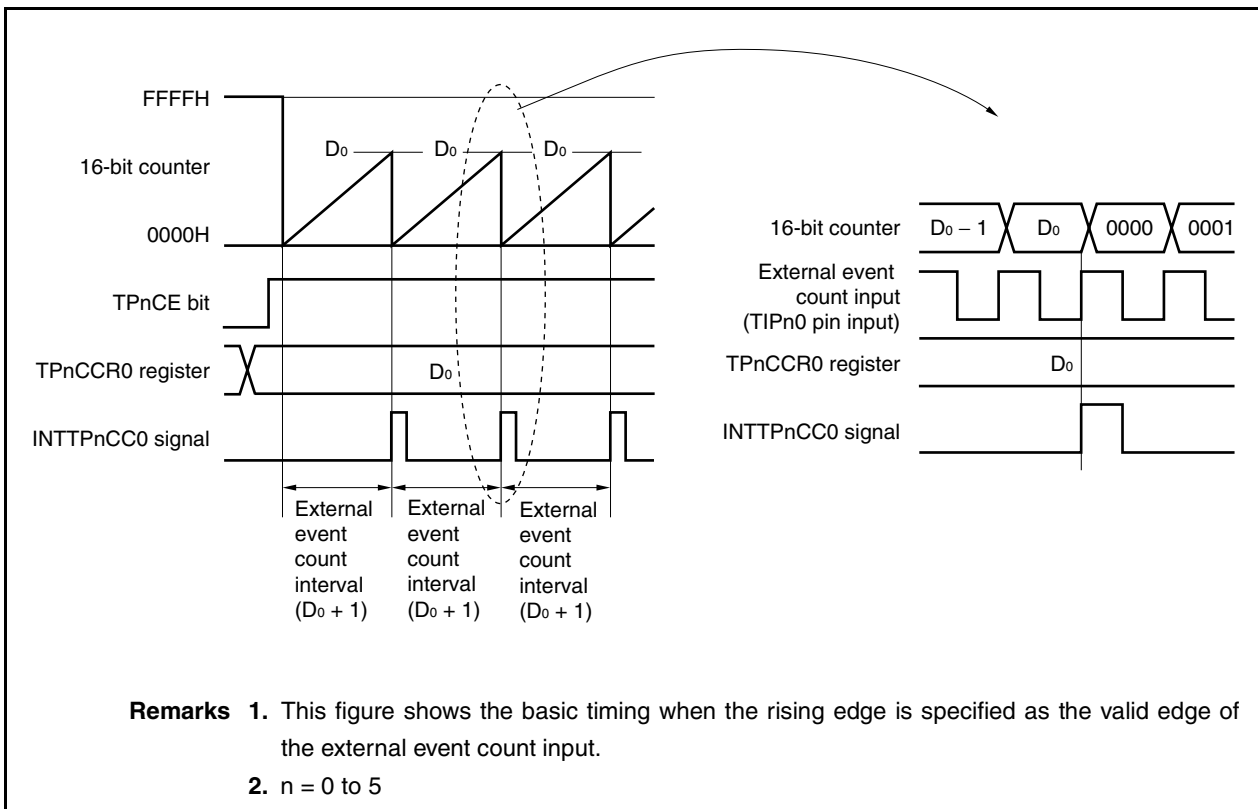 FFFFH
16-bit counter
0000H
D0 D0 D0
TPnCE bit
TPnCCR0 register
D0
INTTPnCC0 signal
External
event
count
interval
(D0 + 1)
External
event
count
interval
(D0 + 1)
External
event
count
interval
(D0 + 1)
16-bit counter
D0 − 1 D0 0000 0001
External event
count input
(TIPn0 pin input)
TPnCCR0 register
D0
INTTPnCC0 signal
Remarks 1. This figure shows the basic timing when the rising edge is specified as the valid edge of
the external event count input.
2. n = 0 to 5